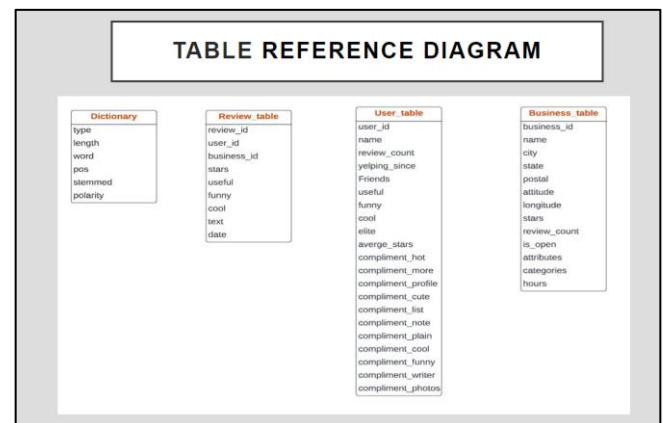 TABLE REFERENCE DIAGRAM
Dictionary
type
length
word
pos
stemmed
polarity
Review_table
review_id
user_id
business_id
stars
useful
funny
cool
text
date
User_table
user_id
name
review_count
yelping_since
Friends
useful
funny
cool
elite
averge_stars
compliment_hot
compliment_more
compliment_profile
compliment_cute
compliment_list
compliment_note
compliment_plain
compliment_cool
compliment_funny
compliment_writer
compliment_photos
Business_table
business_id
name
city
state
postal
attitude
longitude
stars
review_count
is_open
attributes
categories
hours